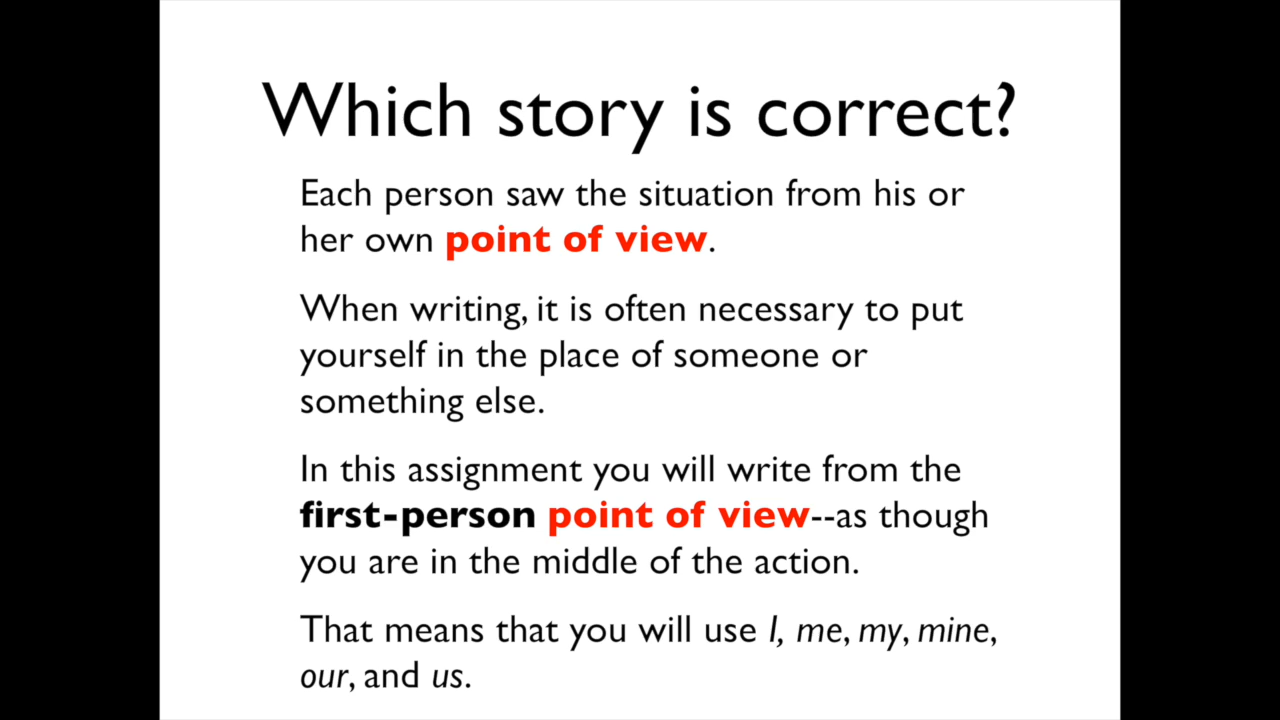 Which story is correct?
Each person saw the situation from his or
her own point of view.
When writing, it is often necessary to put
yourself in the place of someone or
something else.
In this assignment you will write from the
first-person point of view--as though
you are in the middle of the action.
That means that you will use I, me, my, mine,
our, and us.